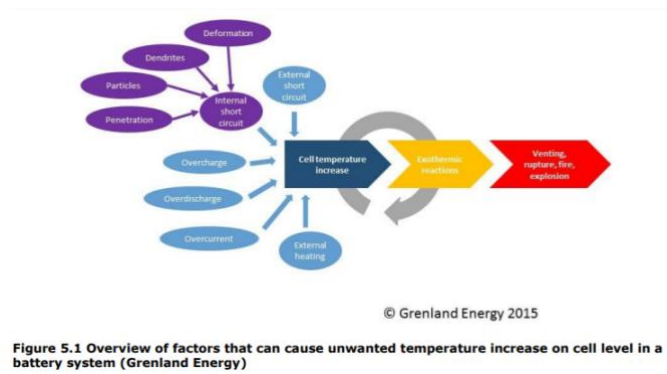 Deformation
Dendrites
Particles
Penetration
Internal
short
circuit
External
short
circuit
Overcharge
Overdischarge
Overcurrent
External
heating
Cell temperature
increase
Exothermic
reactions
Venting,
rupture, fire,
explosion
© Grenland Energy 2015
Figure 5.1 Overview of factors that can cause unwanted temperature increase on cell level in a
battery system (Grenland Energy)